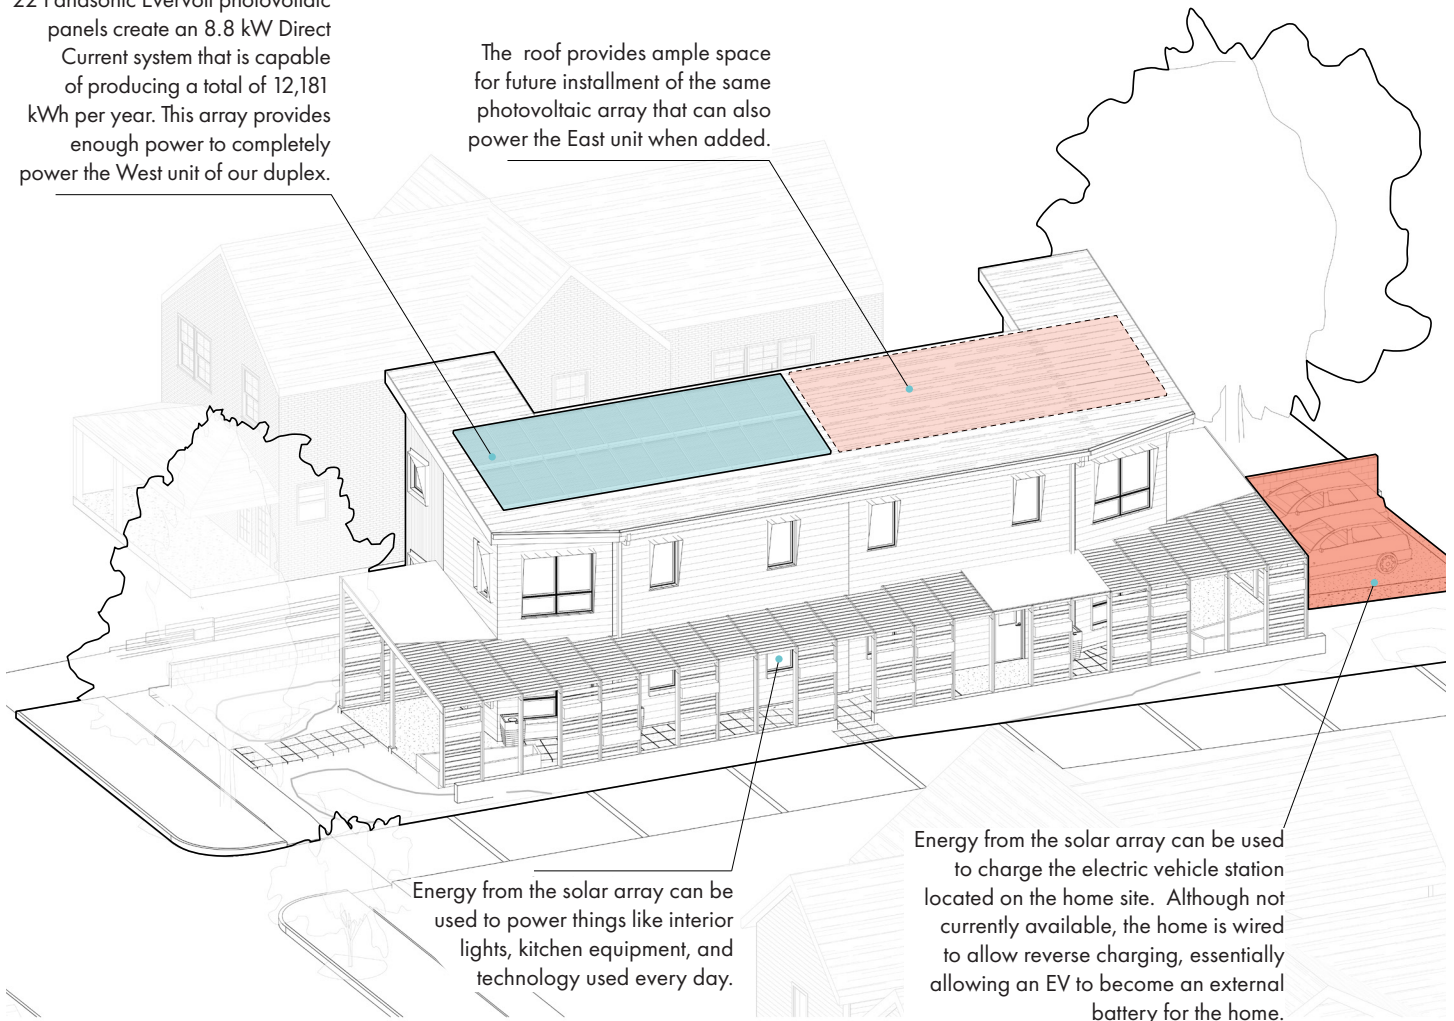 22 Panasonic Evervolt photovoltaic
panels create an 8.8 kW Direct
Current system that is capable
of producing a total of 12,181
kWh per year. This array provides
enough power to completely
power the West unit of our duplex.
The  roof provides ample space
for future installment of the same
photovoltaic array that can also
power the East unit when added.
Energy from the solar array can be
used to power things like interior
lights, kitchen equipment, and
technology used every day.
Energy from the solar array can be used
to charge the electric vehicle station
located on the home site.  Although not
currently available, the home is wired
to allow reverse charging, essentially
allowing an EV to become an external
battery for the home.